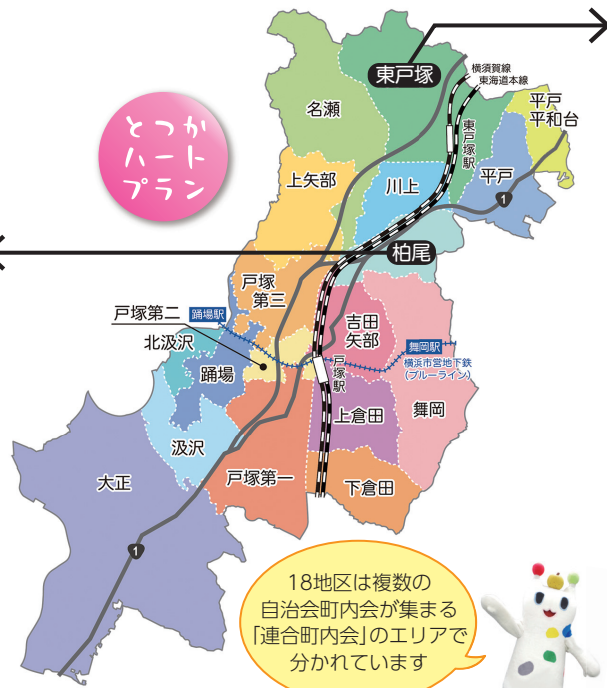 東戸塚
横須賀線
東海道本線
名瀬
東戸塚駅
平戸
平和台
とつか
ハート
プラン
上矢部
川上
平戸
1
柏尾
戸塚
第三
戸塚第二
踊場駅
北汲沢
吉田
矢部
舞岡駅
横浜市営地下鉄
(ブルーライン)
踊場
戸塚駅
上倉田
舞岡
汲沢
戸塚第一
下倉田
大正
1
18地区は複数の
自治会町内会が集まる
「連合町内会」のエリアで
分かれています